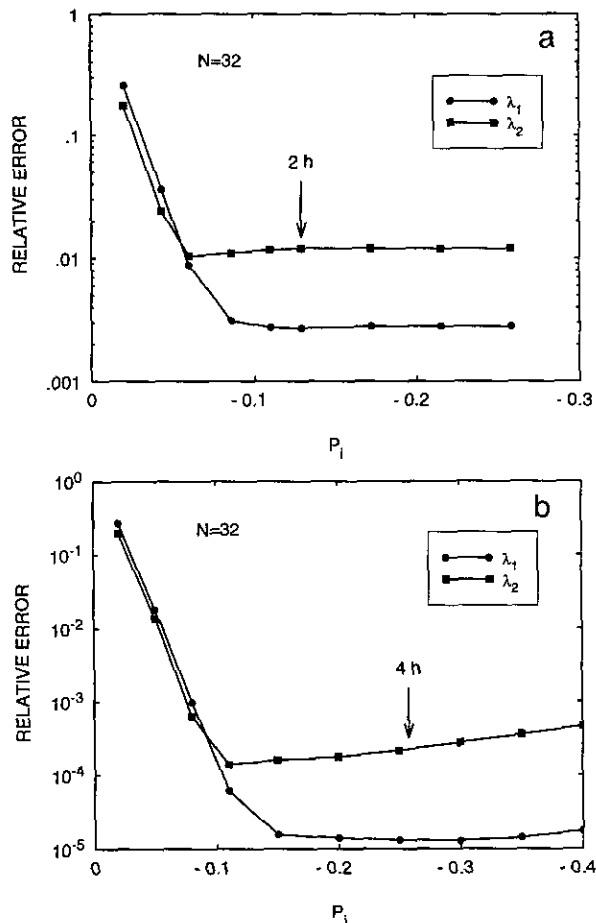 1
a
N=32
λ1
λ2
.1
2 h
RELATIVE ERROR
.01
.001
0
- 0.1
- 0.2
- 0.3
Pi
10^0
b
N=32
λ1
λ2
10^-1
10^-2
RELATIVE ERROR
4 h
10^-3
10^-4
10^-5
0
- 0.1
- 0.2
- 0.3
- 0.4
Pi